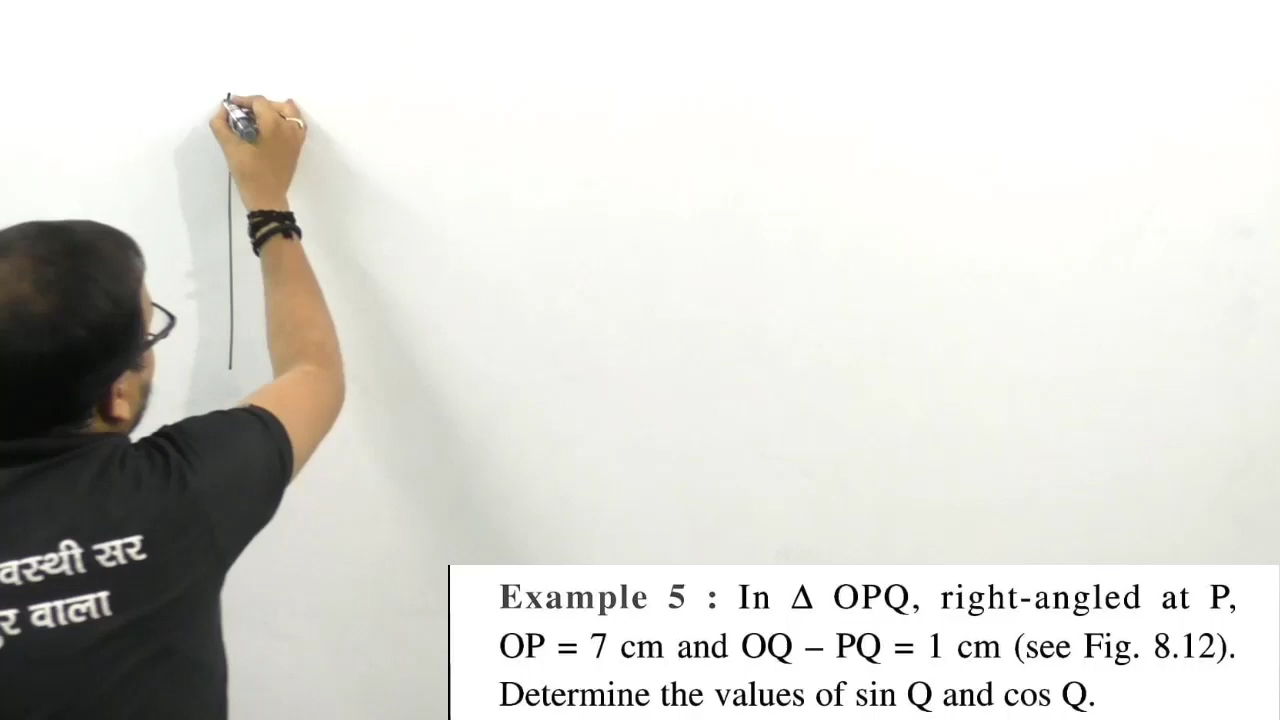 वस्थी सर
र वाला
Example 5 : In Δ OPQ, right-angled at P,
OP = 7 cm and OQ – PQ = 1 cm (see Fig. 8.12).
Determine the values of sin Q and cos Q.